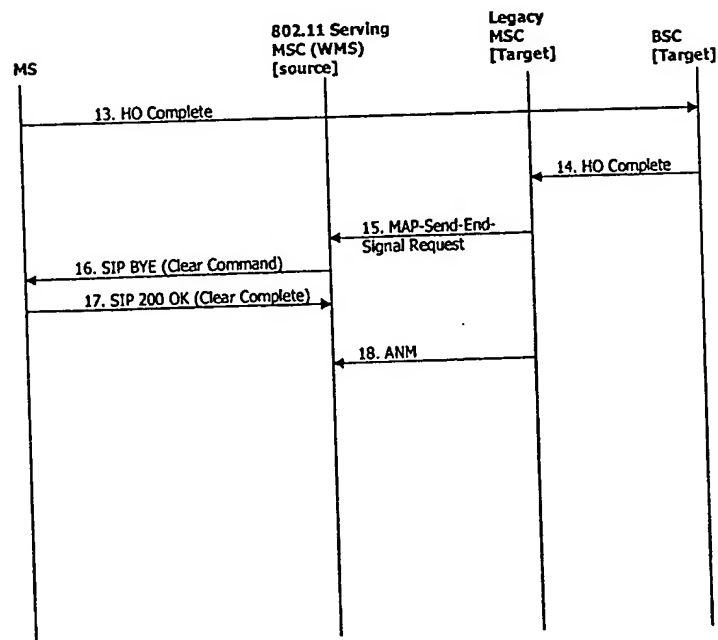 MS
802.11 Serving
MSC (WMS)
[source]
Legacy
MSC
[Target]
BSC
[Target]
13. HO Complete
14. HO Complete
15. MAP-Send-End-
Signal Request
16. SIP BYE (Clear Command)
17. SIP 200 OK (Clear Complete)
18. ANM